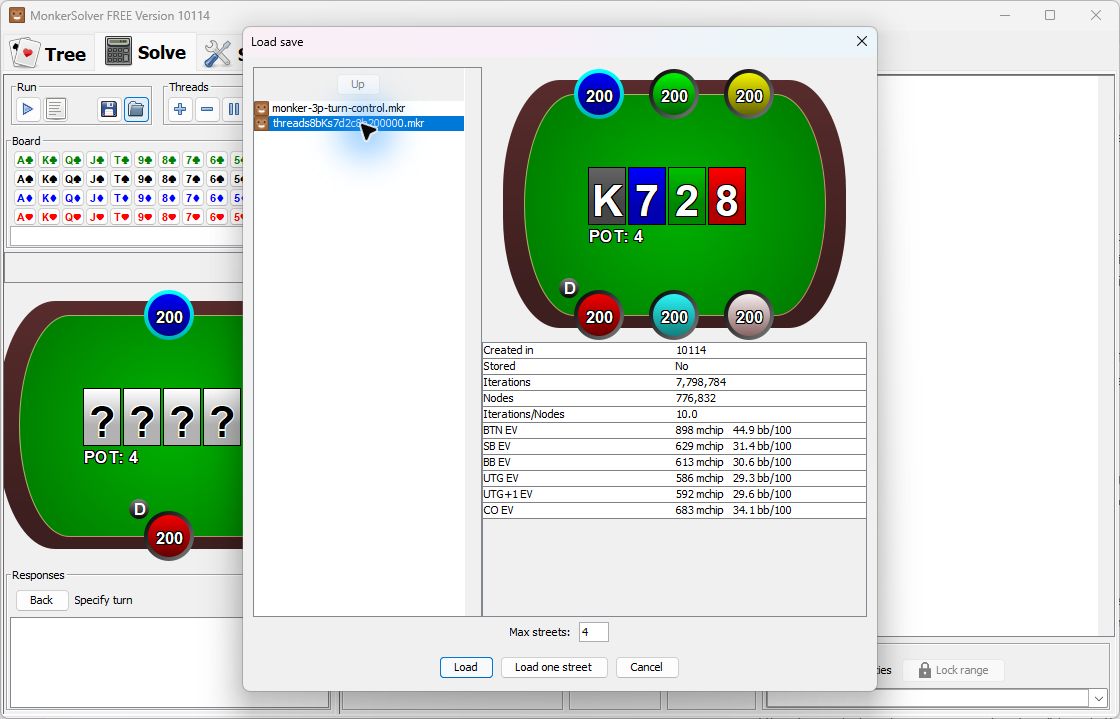 MonkerSolver FREE Version 10114
Load save
Tree
Solve
Run
Threads
Up
monker-3p-turn-control.mkr
threads8bKs7d2c8h200000.mkr
Board
A♣ K♣ Q♣ J♣ T♣ 9♣ 8♣ 7♣ 6♣
A♠ K♠ Q♠ J♠ T♠ 9♠ 8♠ 7♠ 6♠
A♦ K♦ Q♦ J♦ T♦ 9♦ 8♦ 7♦ 6♦
A♥ K♥ Q♥ J♥ T♥ 9♥ 8♥ 7♥ 6♥
200 200 200
K 7 2 8
POT: 4
D
200 200 200
200
? ? ? ?
POT: 4
D
200
Created in 10114
Stored No
Iterations 7,798,784
Nodes 776,832
Iterations/Nodes 10.0
BTN EV 898 mchip 44.9 bb/100
SB EV 629 mchip 31.4 bb/100
BB EV 613 mchip 30.6 bb/100
UTG EV 586 mchip 29.3 bb/100
UTG+1 EV 592 mchip 29.6 bb/100
CO EV 683 mchip 34.1 bb/100
Responses
Back Specify turn
Max streets: 4
Load Load one street Cancel
Lock range